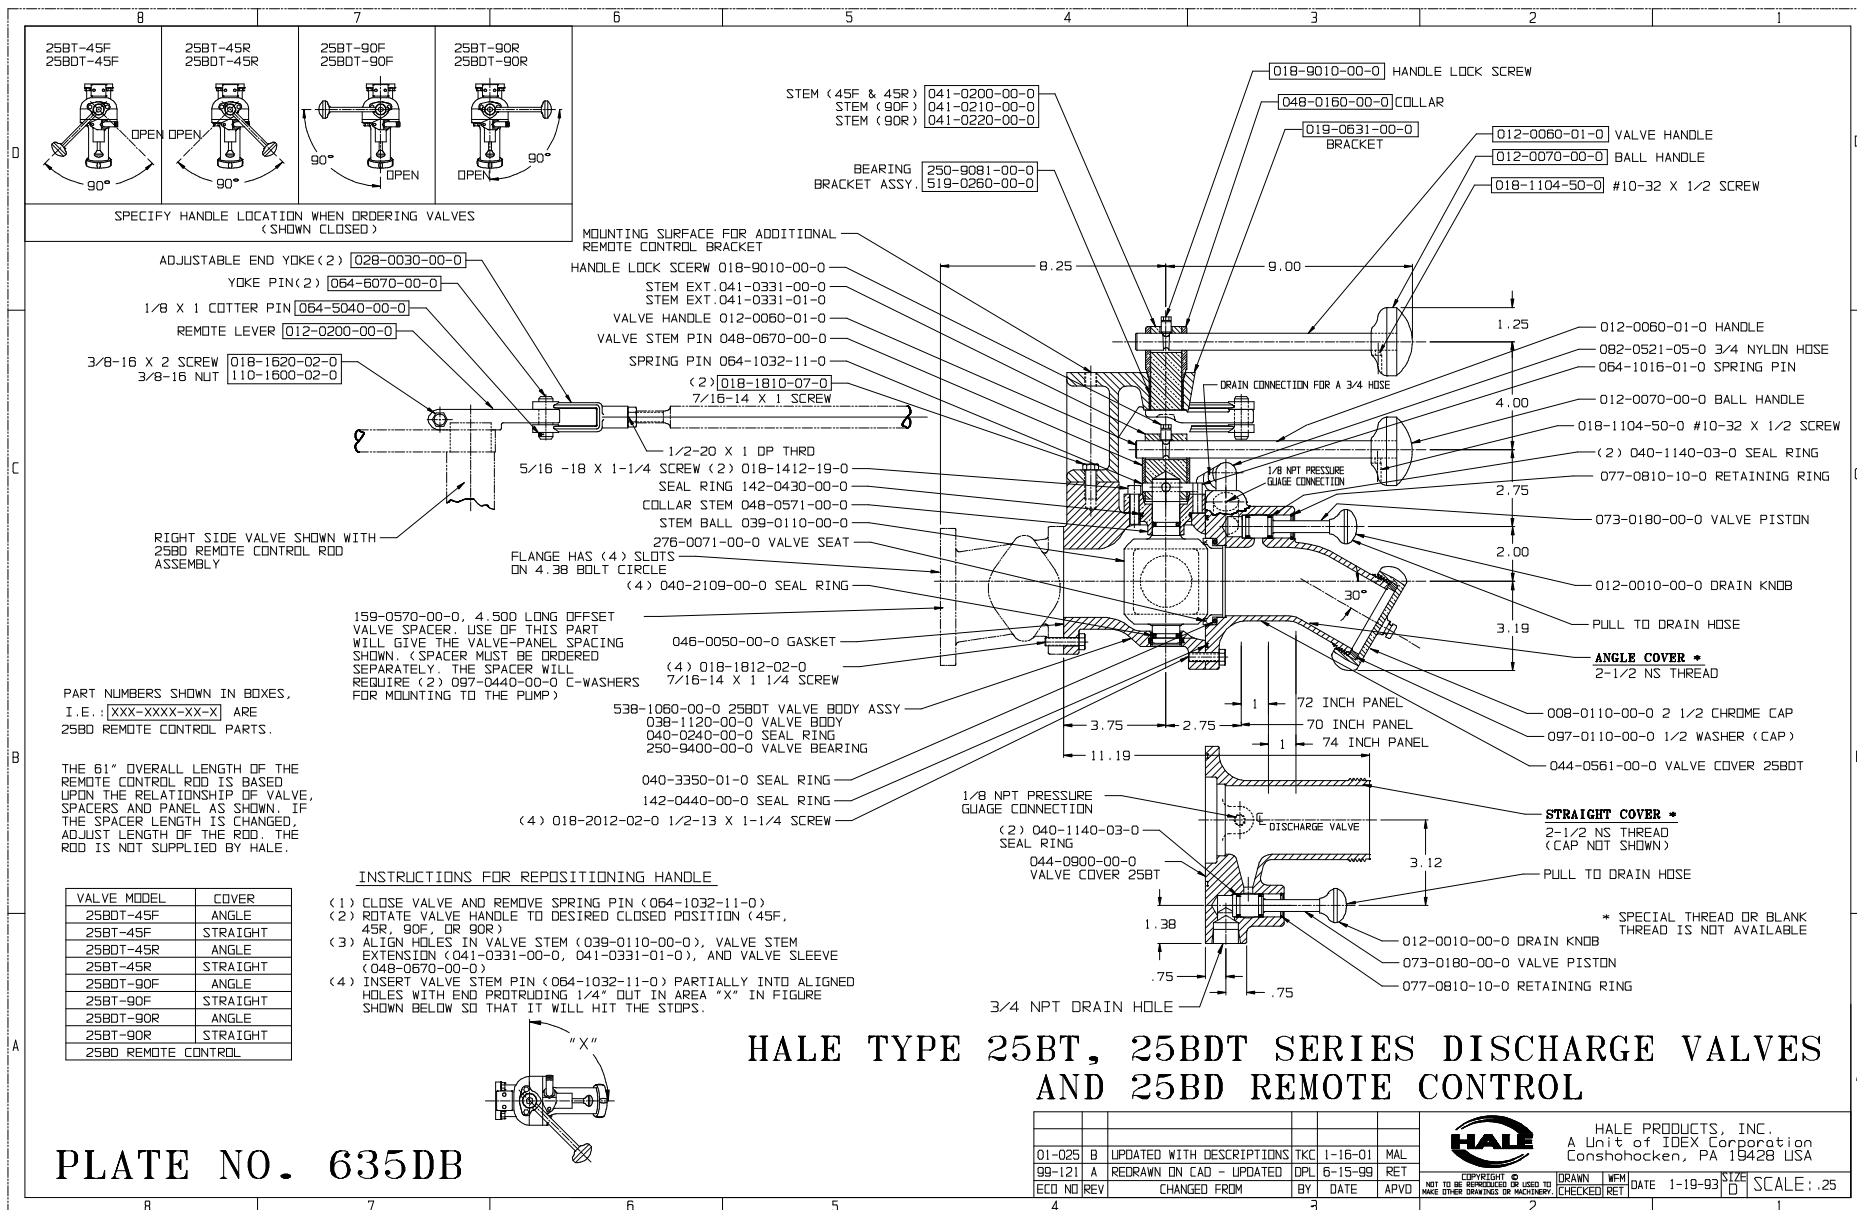 8 7 6 5 4 3 2 1
D
C
B
A
25BT-45F
25BDT-45F
OPEN
90°
25BT-45R
25BDT-45R
OPEN
90°
25BT-90F
25BDT-90F
90°
OPEN
25BT-90R
25BDT-90R
90°
OPEN
SPECIFY HANDLE LOCATION WHEN ORDERING VALVES
(SHOWN CLOSED)
ADJUSTABLE END YOKE(2) 028-0030-00-0
YOKE PIN(2) 064-6070-00-0
1/8 X 1 COTTER PIN 064-5040-00-0
REMOTE LEVER 012-0200-00-0
3/8-16 X 2 SCREW 018-1620-02-0
3/8-16 NUT 110-1600-02-0
1/2-20 X 1 DP THRD
RIGHT SIDE VALVE SHOWN WITH
25BD REMOTE CONTROL ROD
ASSEMBLY
STEM (45F & 45R) 041-0200-00-0
STEM (90F) 041-0210-00-0
STEM (90R) 041-0220-00-0
BEARING 250-9081-00-0
BRACKET ASSY. 519-0260-00-0
MOUNTING SURFACE FOR ADDITIONAL
REMOTE CONTROL BRACKET
HANDLE LOCK SCERW 018-9010-00-0
STEM EXT.041-0331-00-0
STEM EXT.041-0331-01-0
VALVE HANDLE 012-0060-01-0
VALVE STEM PIN 048-0670-00-0
SPRING PIN 064-1032-11-0
(2) 018-1810-07-0
7/16-14 X 1 SCREW
5/16 -18 X 1-1/4 SCREW (2) 018-1412-19-0
SEAL RING 142-0430-00-0
COLLAR STEM 048-0571-00-0
STEM BALL 039-0110-00-0
276-0071-00-0 VALVE SEAT
FLANGE HAS (4) SLOTS
ON 4.38 BOLT CIRCLE
(4) 040-2109-00-0 SEAL RING
159-0570-00-0, 4.500 LONG OFFSET
VALVE SPACER. USE OF THIS PART
WILL GIVE THE VALVE-PANEL SPACING
SHOWN. (SPACER MUST BE ORDERED
SEPARATELY. THE SPACER WILL
REQUIRE (2) 097-0440-00-0 C-WASHERS
FOR MOUNTING TO THE PUMP)
046-0050-00-0 GASKET
(4) 018-1812-02-0
7/16-14 X 1 1/4 SCREW
538-1060-00-0 25BDT VALVE BODY ASSY
038-1120-00-0 VALVE BODY
040-0240-00-0 SEAL RING
250-9400-00-0 VALVE BEARING
040-3350-01-0 SEAL RING
142-0440-00-0 SEAL RING
(4) 018-2012-02-0 1/2-13 X 1-1/4 SCREW
018-9010-00-0 HANDLE LOCK SCREW
048-0160-00-0 COLLAR
019-0631-00-0
BRACKET
012-0060-01-0 VALVE HANDLE
012-0070-00-0 BALL HANDLE
018-1104-50-0 #10-32 X 1/2 SCREW
8.25
9.00
1.25
4.00
2.75
2.00
3.19
DRAIN CONNECTION FOR A 3/4 HOSE
1/8 NPT PRESSURE
GUAGE CONNECTION
30°
012-0060-01-0 HANDLE
082-0521-05-0 3/4 NYLON HOSE
064-1016-01-0 SPRING PIN
012-0070-00-0 BALL HANDLE
018-1104-50-0 #10-32 X 1/2 SCREW
(2) 040-1140-03-0 SEAL RING
077-0810-10-0 RETAINING RING
073-0180-00-0 VALVE PISTON
012-0010-00-0 DRAIN KNOB
PULL TO DRAIN HOSE
ANGLE COVER *
2-1/2 NS THREAD
008-0110-00-0 2 1/2 CHROME CAP
097-0110-00-0 1/2 WASHER (CAP)
044-0561-00-0 VALVE COVER 25BDT
3.75
2.75
1
72 INCH PANEL
70 INCH PANEL
1
74 INCH PANEL
11.19
1/8 NPT PRESSURE
GUAGE CONNECTION
(2) 040-1140-03-0
SEAL RING
044-0900-00-0
VALVE COVER 25BT
℄ DISCHARGE VALVE
3.12
1.38
.75
.75
3/4 NPT DRAIN HOLE
STRAIGHT COVER *
2-1/2 NS THREAD
(CAP NOT SHOWN)
PULL TO DRAIN HOSE
* SPECIAL THREAD OR BLANK
THREAD IS NOT AVAILABLE
012-0010-00-0 DRAIN KNOB
073-0180-00-0 VALVE PISTON
077-0810-10-0 RETAINING RING
PART NUMBERS SHOWN IN BOXES,
I.E.: XXX-XXXX-XX-X ARE
25BD REMOTE CONTROL PARTS.
THE 61" OVERALL LENGTH OF THE
REMOTE CONTROL ROD IS BASED
UPON THE RELATIONSHIP OF VALVE,
SPACERS AND PANEL AS SHOWN. IF
THE SPACER LENGTH IS CHANGED,
ADJUST LENGTH OF THE ROD. THE
ROD IS NOT SUPPLIED BY HALE.
VALVE MODEL COVER
25BDT-45F ANGLE
25BT-45F STRAIGHT
25BDT-45R ANGLE
25BT-45R STRAIGHT
25BDT-90F ANGLE
25BT-90F STRAIGHT
25BDT-90R ANGLE
25BT-90R STRAIGHT
25BD REMOTE CONTROL
INSTRUCTIONS FOR REPOSITIONING HANDLE
(1) CLOSE VALVE AND REMOVE SPRING PIN (064-1032-11-0)
(2) ROTATE VALVE HANDLE TO DESIRED CLOSED POSITION (45F,
45R, 90F, OR 90R)
(3) ALIGN HOLES IN VALVE STEM (039-0110-00-0), VALVE STEM
EXTENSION (041-0331-00-0, 041-0331-01-0), AND VALVE SLEEVE
(048-0670-00-0)
(4) INSERT VALVE STEM PIN (064-1032-11-0) PARTIALLY INTO ALIGNED
HOLES WITH END PROTRUDING 1/4" OUT IN AREA "X" IN FIGURE
SHOWN BELOW SO THAT IT WILL HIT THE STOPS.
"X"
HALE TYPE 25BT, 25BDT SERIES DISCHARGE VALVES
AND 25BD REMOTE CONTROL
PLATE NO. 635DB
01-025 B UPDATED WITH DESCRIPTIONS TKC 1-16-01 MAL
99-121 A REDRAWN ON CAD - UPDATED DPL 6-15-99 RET
ECO NO REV CHANGED FROM BY DATE APVD
HALE
HALE PRODUCTS, INC.
A Unit of IDEX Corporation
Conshohocken, PA 19428 USA
COPYRIGHT ©
NOT TO BE REPRODUCED OR USED TO
MAKE OTHER DRAWINGS OR MACHINERY.
DRAWN WFM
CHECKED RET
DATE 1-19-93
SIZE
D
SCALE: .25
8 7 6 5 4 3 2 1